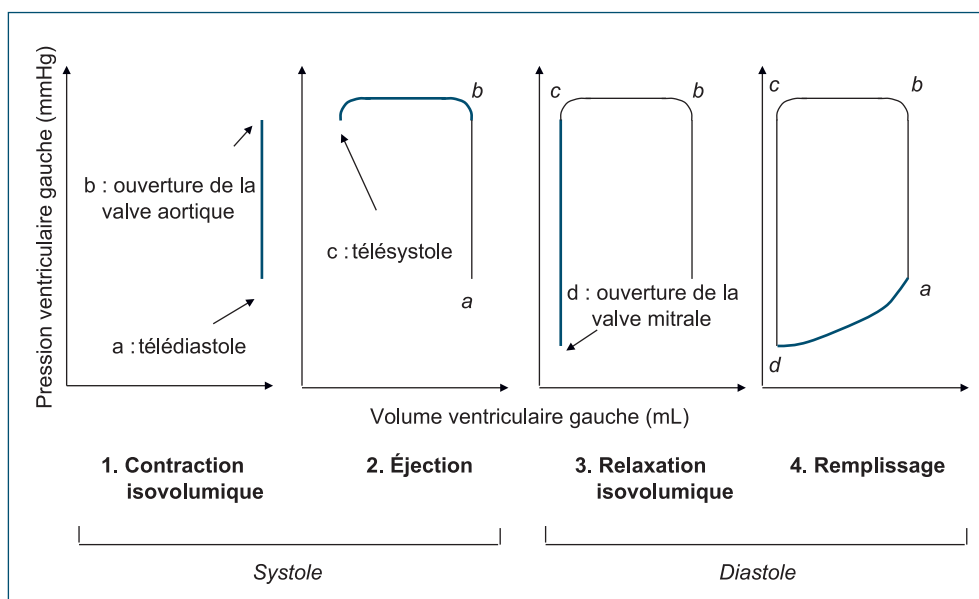 Pression ventriculaire gauche (mmHg)
b : ouverture de la
valve aortique
a : télédiastole
b
c : télésystole
a
c
b
d : ouverture de la
valve mitrale
c
b
a
d
Volume ventriculaire gauche (mL)
1. Contraction
isovolumique
2. Éjection
3. Relaxation
isovolumique
4. Remplissage
Systole
Diastole